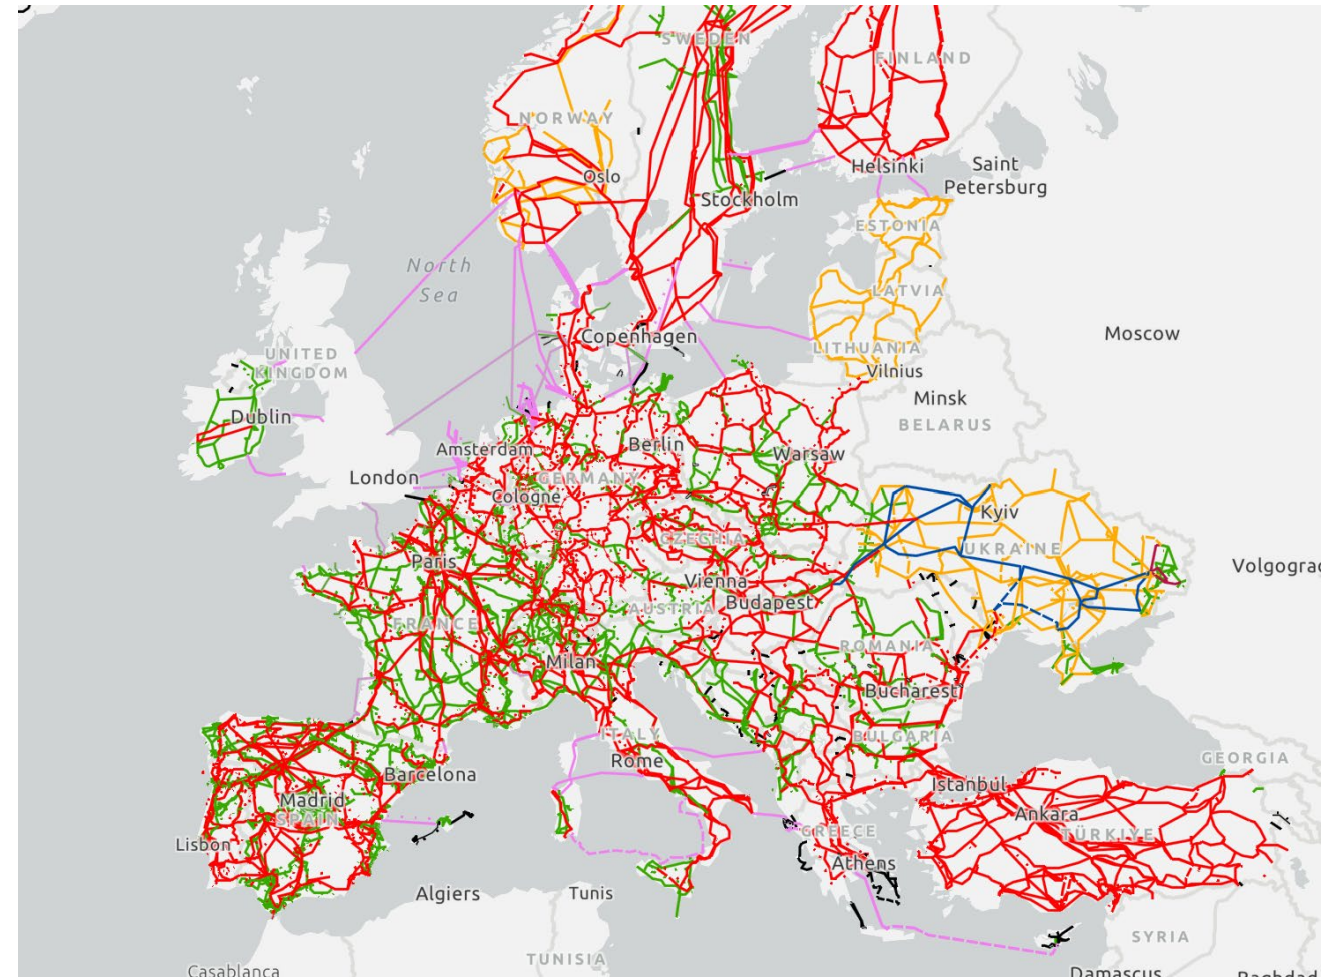 SWEDEN
FINLAND
NORWAY
Oslo
Helsinki
Saint
Petersburg
Stockholm
ESTONIA
North
Sea
LATVIA
Copenhagen
Moscow
UNITED
KINGDOM
LITHUANIA
Vilnius
Minsk
BELARUS
Dublin
Amsterdam
Berlin
Warsaw
London
GERMANY
Cologne
Kyiv
CZECHIA
UKRAINE
Paris
Volgograd
Vienna
Budapest
AUSTRIA
FRANCE
ROMANIA
Milan
Bucharest
ITALY
BULGARIA
Rome
GEORGIA
Barcelona
Istanbul
Madrid
SPAIN
Ankara
TÜRKIYE
Lisbon
GREECE
Athens
Algiers
Tunis
SYRIA
TUNISIA
Casablanca
Damascus
Baghdad